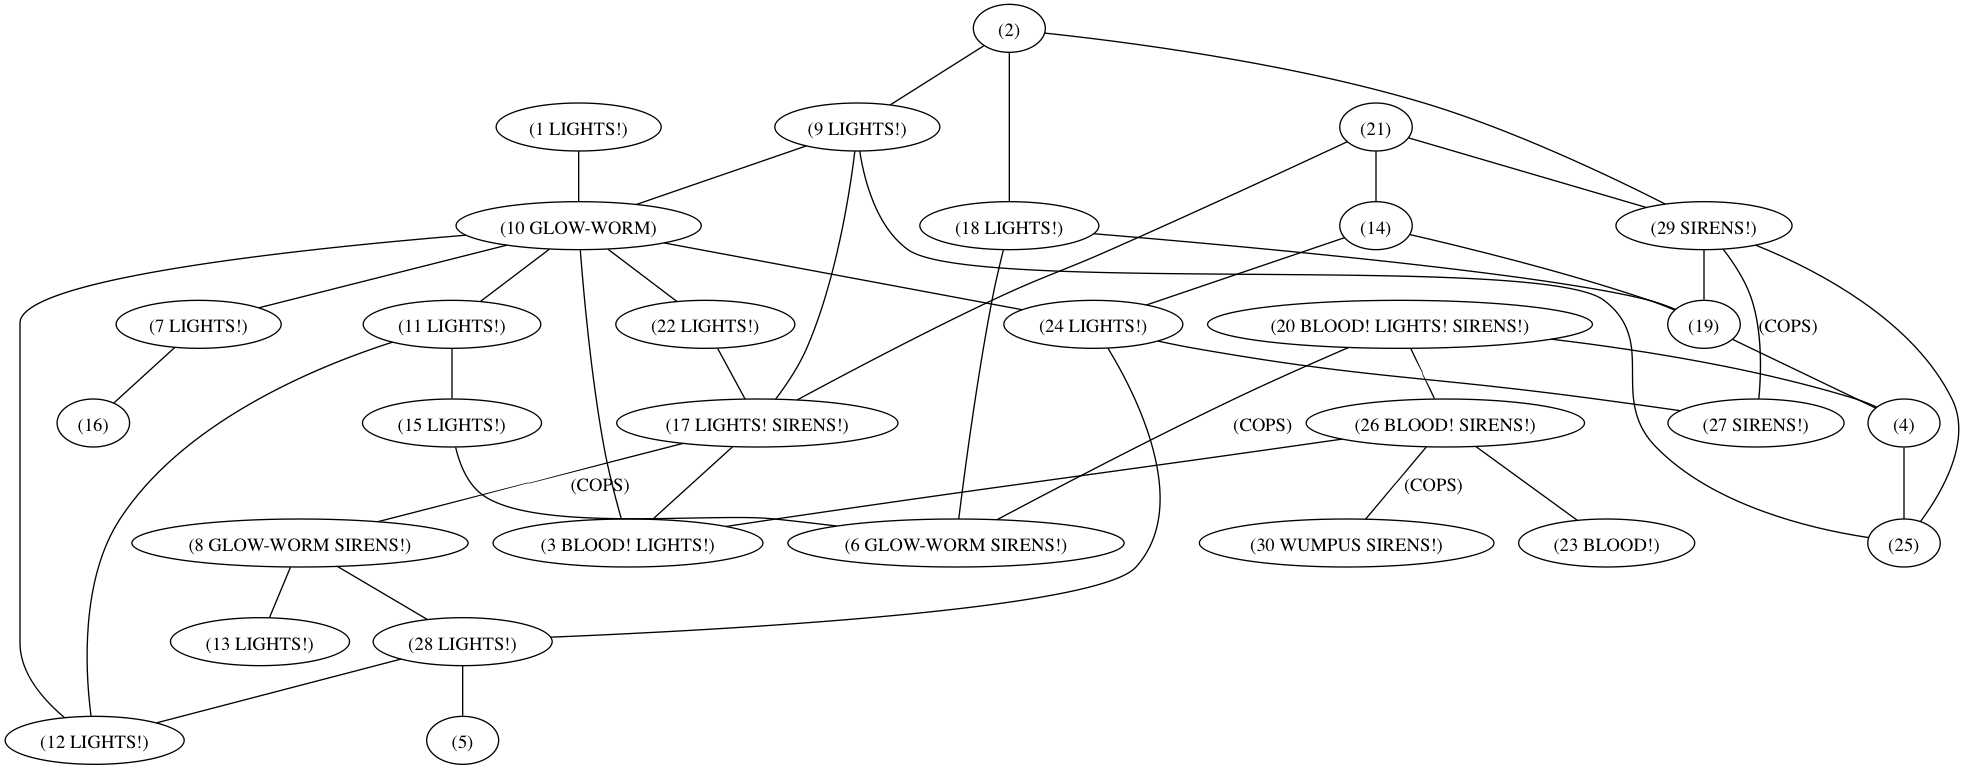 (2)
(1 LIGHTS!)
(9 LIGHTS!)
(21)
(10 GLOW-WORM)
(18 LIGHTS!)
(14)
(29 SIRENS!)
(7 LIGHTS!)
(11 LIGHTS!)
(22 LIGHTS!)
(24 LIGHTS!)
(20 BLOOD! LIGHTS! SIRENS!)
(19)
(COPS)
(16)
(15 LIGHTS!)
(17 LIGHTS! SIRENS!)
(COPS)
(26 BLOOD! SIRENS!)
(27 SIRENS!)
(4)
(COPS)
(COPS)
(8 GLOW-WORM SIRENS!)
(3 BLOOD! LIGHTS!)
(6 GLOW-WORM SIRENS!)
(30 WUMPUS SIRENS!)
(23 BLOOD!)
(25)
(13 LIGHTS!)
(28 LIGHTS!)
(12 LIGHTS!)
(5)